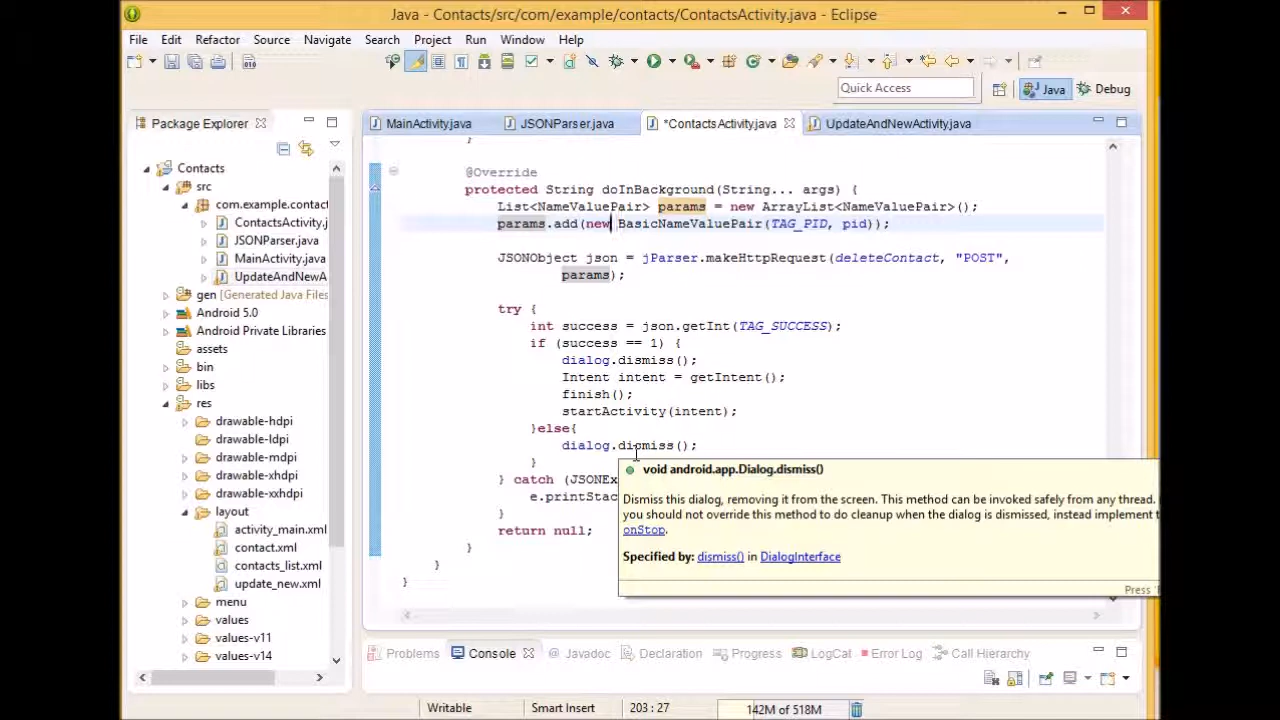 Java - Contacts/src/com/example/contacts/ContactsActivity.java - Eclipse
File Edit Refactor Source Navigate Search Project Run Window Help
Quick Access
Java
Debug
Package Explorer
MainActivity.java
JSONParser.java
*ContactsActivity.java
UpdateAndNewActivity.java
Contacts
src
com.example.contact
ContactsActivity.j
JSONParser.java
MainActivity.java
UpdateAndNewA
gen [Generated Java Files
Android 5.0
Android Private Libraries
assets
bin
libs
res
drawable-hdpi
drawable-ldpi
drawable-mdpi
drawable-xhdpi
drawable-xxhdpi
layout
activity_main.xml
contact.xml
contacts_list.xml
update_new.xml
menu
values
values-v11
values-v14
}
@Override
protected String doInBackground(String... args) {
List<NameValuePair> params = new ArrayList<NameValuePair>();
params.add(new BasicNameValuePair(TAG_PID, pid));
JSONObject json = jParser.makeHttpRequest(deleteContact, "POST",
params);
try {
int success = json.getInt(TAG_SUCCESS);
if (success == 1) {
dialog.dismiss();
Intent intent = getIntent();
finish();
startActivity(intent);
}else{
dialog.dismiss();
}
} catch (JSONEx
e.printStac
}
return null;
}
}
}
void android.app.Dialog.dismiss()
Dismiss this dialog, removing it from the screen. This method can be invoked safely from any thread.
you should not override this method to do cleanup when the dialog is dismissed, instead implement t
onStop.
Specified by: dismiss() in DialogInterface
Press '
Problems
Console
@ Javadoc
Declaration
Progress
LogCat
Error Log
Call Hierarchy
Writable
Smart Insert
203 : 27
142M of 518M